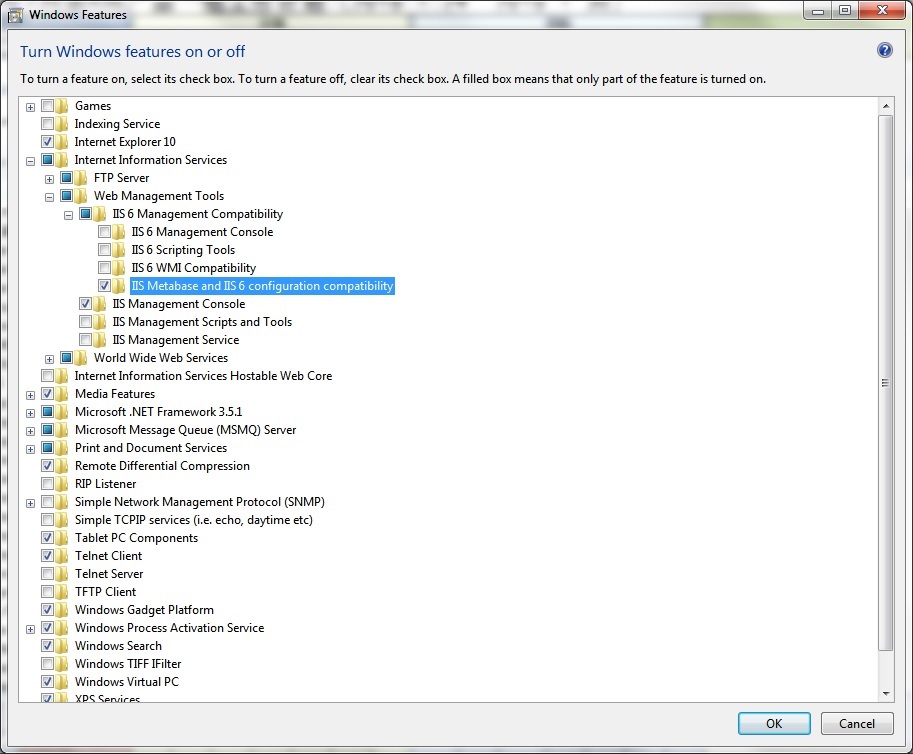 Windows Features
Turn Windows features on or off
To turn a feature on, select its check box. To turn a feature off, clear its check box. A filled box means that only part of the feature is turned on.
Games
Indexing Service
Internet Explorer 10
Internet Information Services
FTP Server
Web Management Tools
IIS 6 Management Compatibility
IIS 6 Management Console
IIS 6 Scripting Tools
IIS 6 WMI Compatibility
IIS Metabase and IIS 6 configuration compatibility
IIS Management Console
IIS Management Scripts and Tools
IIS Management Service
World Wide Web Services
Internet Information Services Hostable Web Core
Media Features
Microsoft .NET Framework 3.5.1
Microsoft Message Queue (MSMQ) Server
Print and Document Services
Remote Differential Compression
RIP Listener
Simple Network Management Protocol (SNMP)
Simple TCPIP services (i.e. echo, daytime etc)
Tablet PC Components
Telnet Client
Telnet Server
TFTP Client
Windows Gadget Platform
Windows Process Activation Service
Windows Search
Windows TIFF IFilter
Windows Virtual PC
XPS Services
OK Cancel